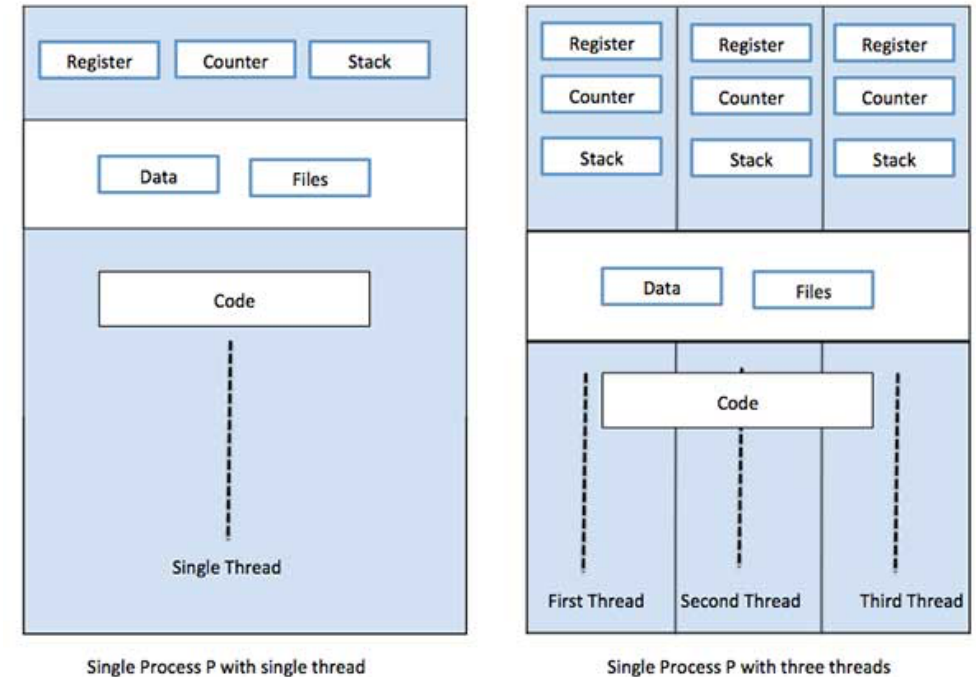 Register Counter Stack
Data Files
Code
Single Thread
Single Process P with single thread
Register Register Register
Counter Counter Counter
Stack Stack Stack
Data Files
Code
First Thread Second Thread Third Thread
Single Process P with three threads